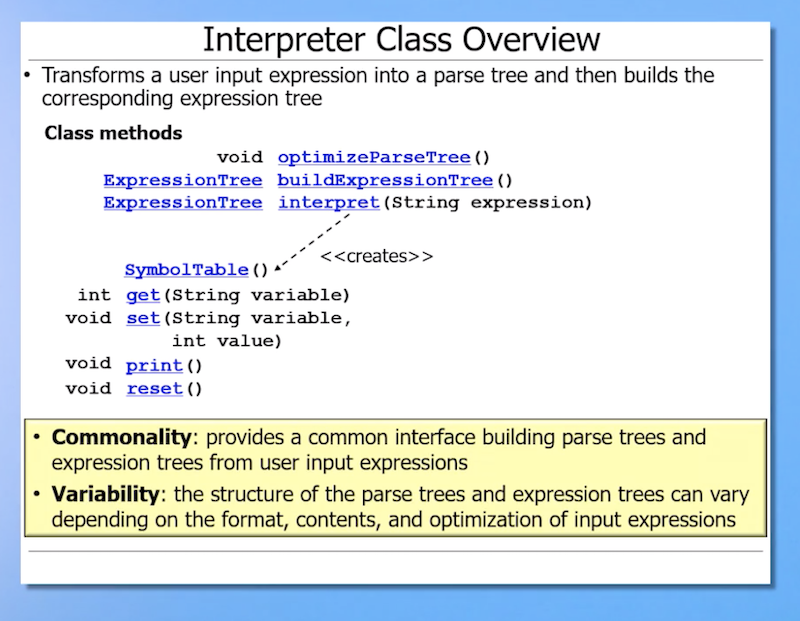 Interpreter Class Overview
• Transforms a user input expression into a parse tree and then builds the
corresponding expression tree
Class methods
void optimizeParseTree()
ExpressionTree buildExpressionTree()
ExpressionTree interpret(String expression)
<<creates>>
SymbolTable()
int get(String variable)
void set(String variable,
int value)
void print()
void reset()
• Commonality: provides a common interface building parse trees and
expression trees from user input expressions
• Variability: the structure of the parse trees and expression trees can vary
depending on the format, contents, and optimization of input expressions